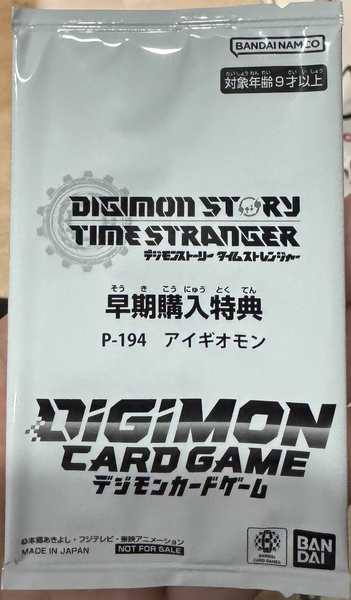 BANDAI NAMCO
たいしょうねんれい さいいじょう
対象年齢9才以上
DIGIMON STORY
TIME STRANGER
デジモンストーリー タイムストレンジャー
そうきこうにゅうとくてん
早期購入特典
P-194 アイギオモン
DIGIMON
CARD GAME
デジモンカードゲーム
©本郷あきよし・フジテレビ・東映アニメーション
MADE IN JAPAN NOT FOR SALE
BANDAI
CARD GAMES
BAN
DAI